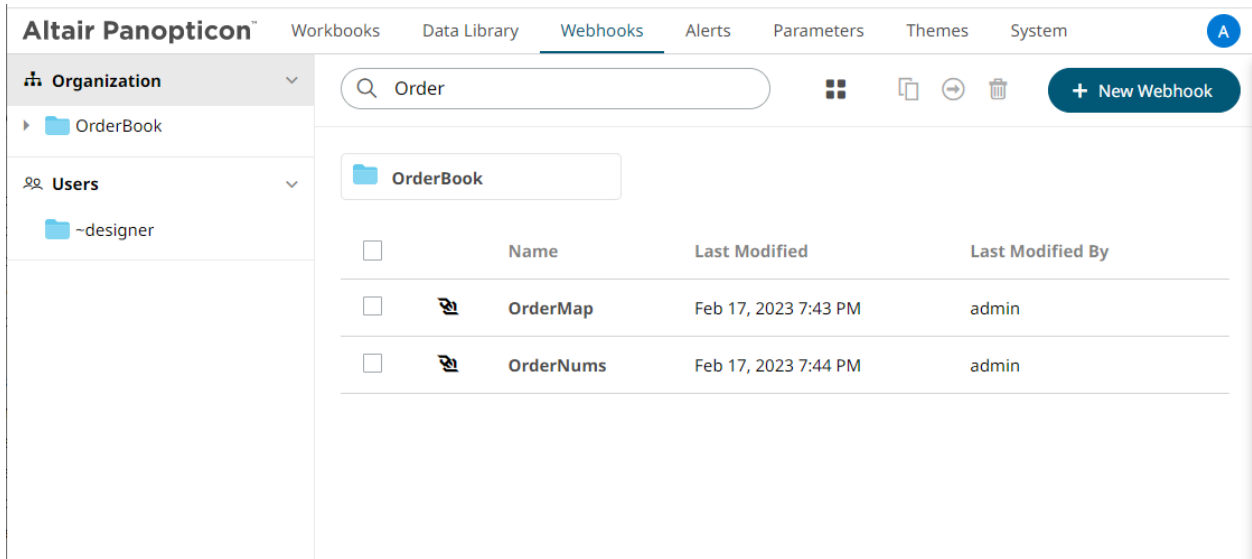 Altair Panopticon™ Workbooks Data Library Webhooks Alerts Parameters Themes System A
Organization
OrderBook
Users
~designer
Order
+ New Webhook
OrderBook
Name Last Modified Last Modified By
OrderMap Feb 17, 2023 7:43 PM admin
OrderNums Feb 17, 2023 7:44 PM admin